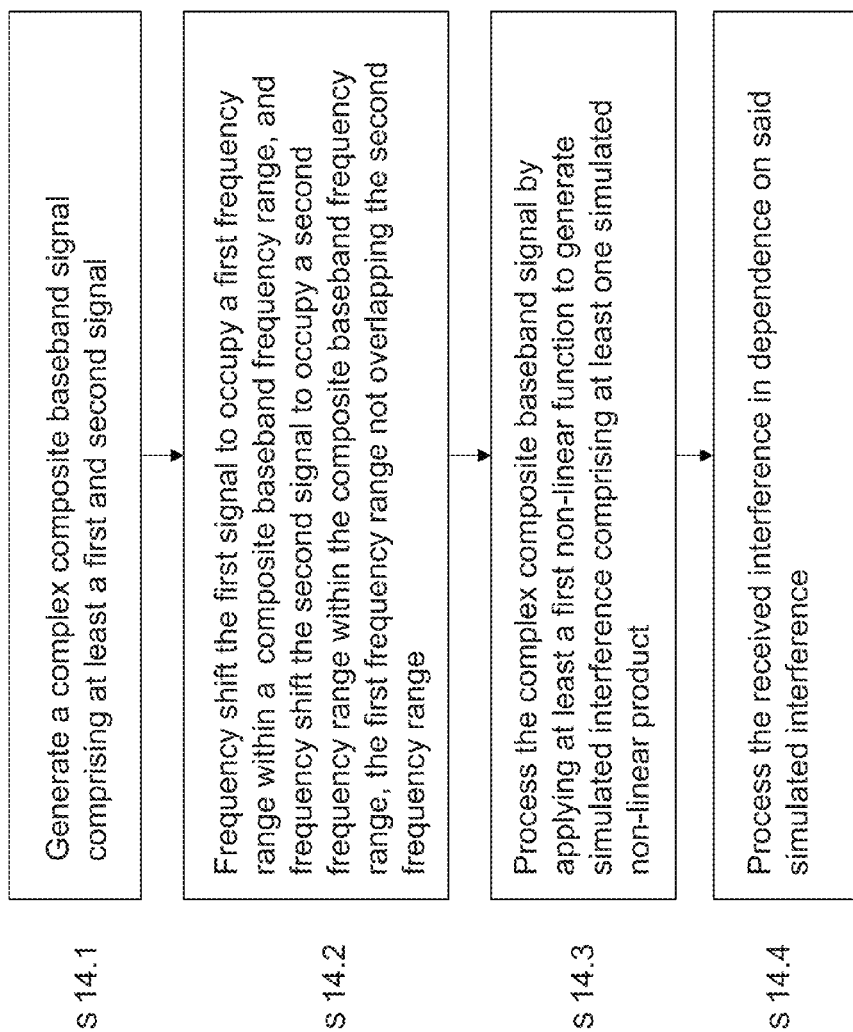 s 14.1
Generate a complex composite baseband signal
comprising at least a first and second signal
s 14.2
Frequency shift the first signal to occupy a first frequency
range within a composite baseband frequency range, and
frequency shift the second signal to occupy a second
frequency range within the composite baseband frequency
range, the first frequency range not overlapping the second
frequency range
s 14.3
Process the complex composite baseband signal by
applying at least a first non-linear function to generate
simulated interference comprising at least one simulated
non-linear product
s 14.4
Process the received interference in dependence on said
simulated interference